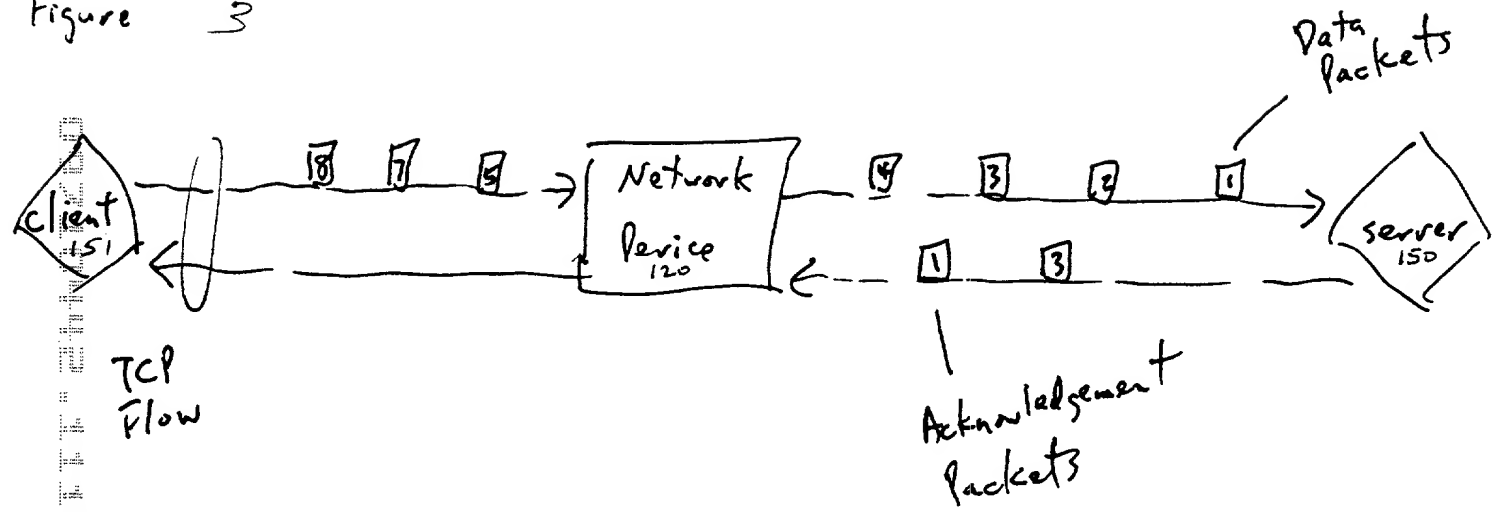 Figure 3
Data
Packets
8 7 5
4 3 2 1
Network
Device
120
Client
151
server
150
1 3
TCP
Flow
Acknowledgement
Packets